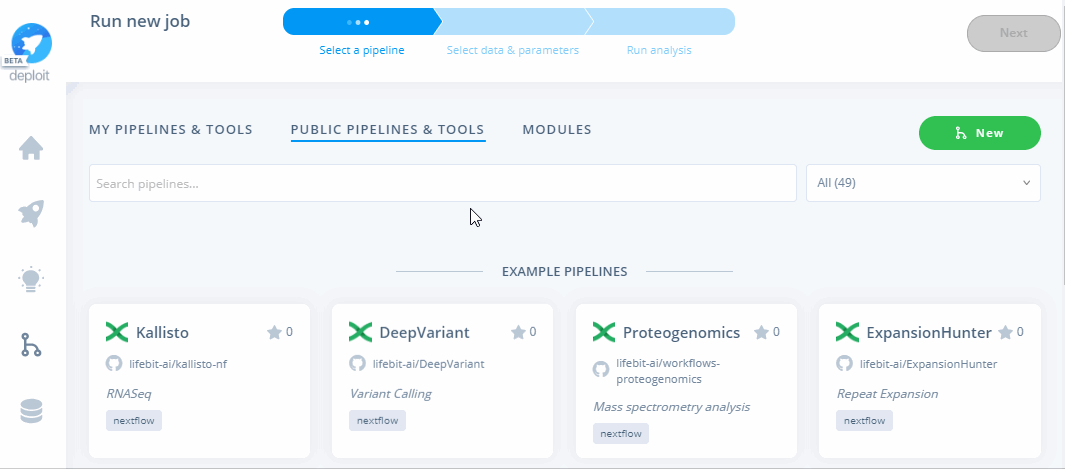 Run new job
Select a pipeline
Select data & parameters
Run analysis
Next
BETA
deploit
MY PIPELINES & TOOLS
PUBLIC PIPELINES & TOOLS
MODULES
New
Search pipelines...
All (49)
EXAMPLE PIPELINES
Kallisto
0
lifebit-ai/kallisto-nf
RNASeq
nextflow
DeepVariant
0
lifebit-ai/DeepVariant
Variant Calling
nextflow
Proteogenomics
0
lifebit-ai/workflows-
proteogenomics
Mass spectrometry analysis
nextflow
ExpansionHunter
0
lifebit-ai/ExpansionHunter
Repeat Expansion
nextflow